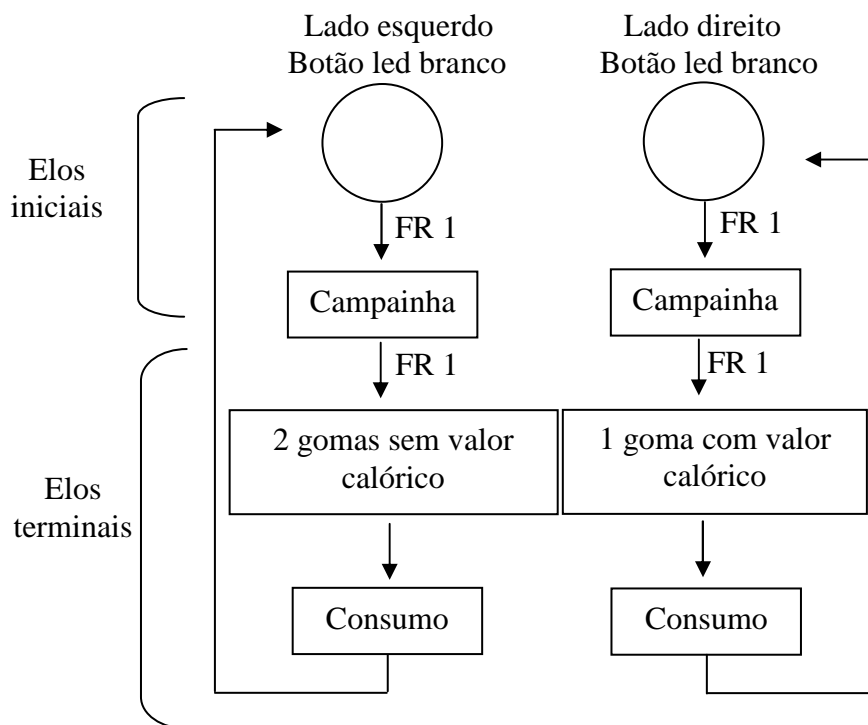 Lado esquerdo
Botão led branco
Lado direito
Botão led branco
Elos
iniciais
FR 1
FR 1
Campainha
Campainha
FR 1
FR 1
2 gomas sem valor
calórico
1 goma com valor
calórico
Elos
terminais
Consumo
Consumo